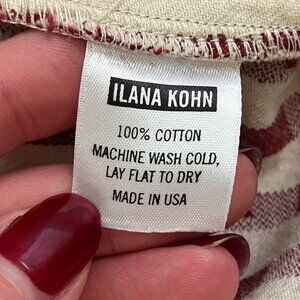 ILANA KOHN
100% COTTON
MACHINE WASH COLD,
LAY FLAT TO DRY
MADE IN USA